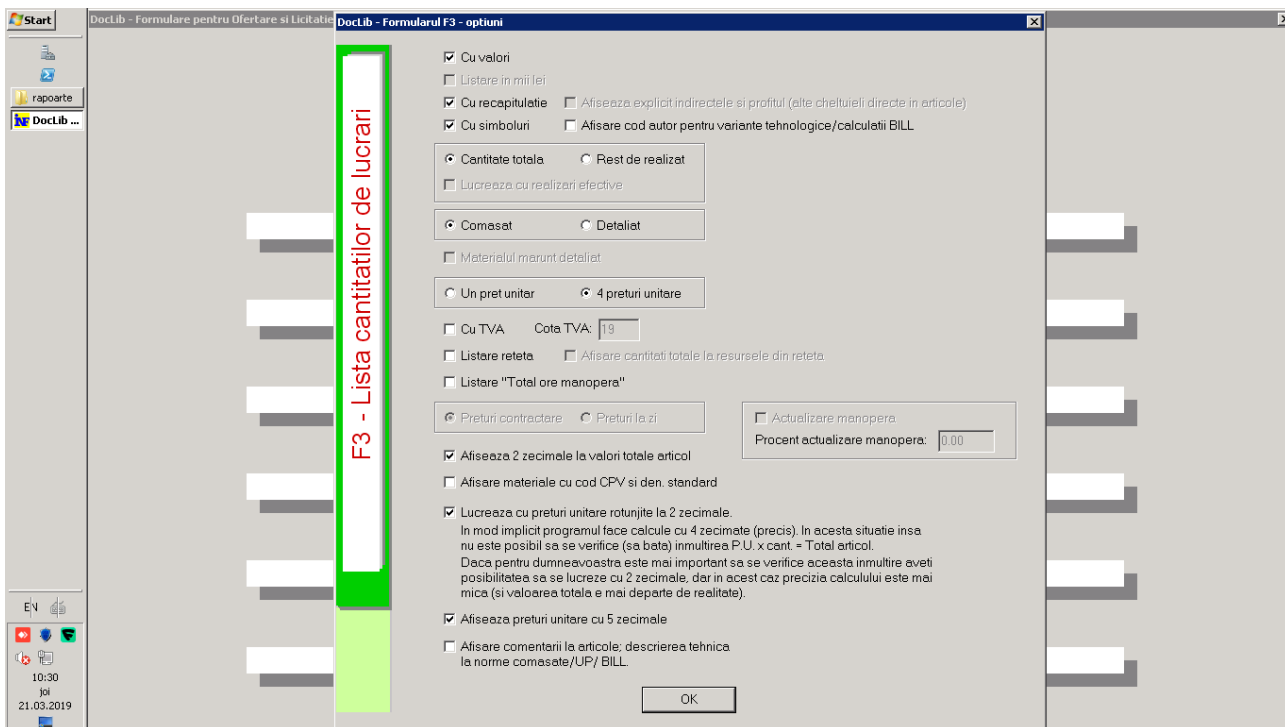 Start
DocLib - Formulare pentru Ofertare si Licitatie
DocLib - Formularul F3 - optiuni
rapoarte
DocLib ...
F3 - Lista cantitatilor de lucrari
Cu valori
Listare in mii lei
Cu recapitulatie Afiseaza explicit indirectele si profitul (alte cheltuieli directe in articole)
Cu simboluri Afisare cod autor pentru variante tehnologice/calculatii BILL
Cantitate totala Rest de realizat
Lucreaza cu realizari efective
Comasat Detaliat
Materialul marunt detaliat
Un pret unitar 4 preturi unitare
Cu TVA Cota TVA: 19
Listare reteta Afisare cantitati totale la resursele din reteta
Listare "Total ore manopera"
Preturi contractare Preturi la zi
Actualizare manopera
Procent actualizare manopera: 0.00
Afiseaza 2 zecimale la valori totale articol
Afisare materiale cu cod CPV si den. standard
Lucreaza cu preturi unitare rotunjite la 2 zecimale.
In mod implicit programul face calcule cu 4 zecimate (precis). In acesta situatie insa
nu este posibil sa se verifice (sa bata) inmultirea P.U. x cant. = Total articol.
Daca pentru dumneavoastra este mai important sa se verifice aceasta inmultire aveti
posibilitatea sa se lucreze cu 2 zecimale, dar in acest caz precizia calculului este mai
mica (si valoarea totala e mai departe de realitate).
Afiseaza preturi unitare cu 5 zecimale
Afisare comentarii la articole; descrierea tehnica
la norme comasate/UP/ BILL.
OK
EN
10:30
joi
21.03.2019